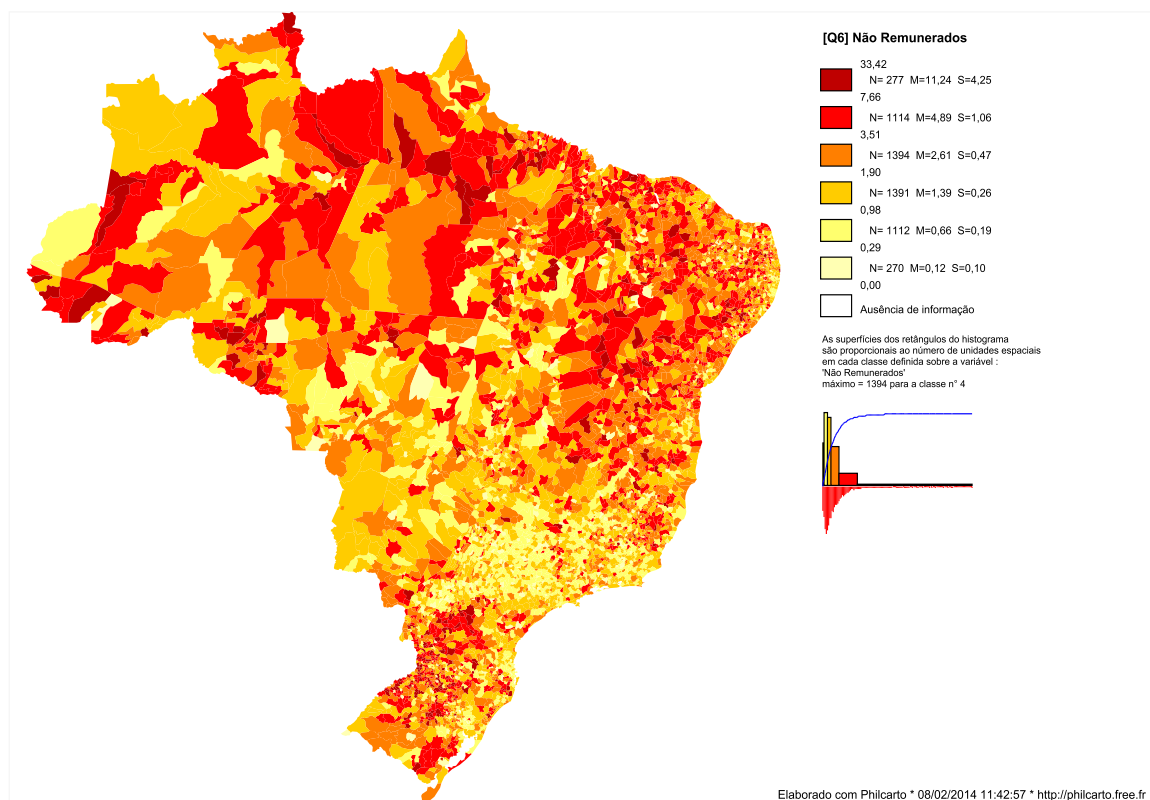 [Q6] Não Remunerados
33,42
N= 277 M=11,24 S=4,25
7,66
N= 1114 M=4,89 S=1,06
3,51
N= 1394 M=2,61 S=0,47
1,90
N= 1391 M=1,39 S=0,26
0,98
N= 1112 M=0,66 S=0,19
0,29
N= 270 M=0,12 S=0,10
0,00
Ausência de informação
As superfícies dos retângulos do histograma
são proporcionais ao número de unidades espaciais
em cada classe definida sobre a variável :
'Não Remunerados'
máximo = 1394 para a classe n° 4
Elaborado com Philcarto * 08/02/2014 11:42:57 * http://philcarto.free.fr